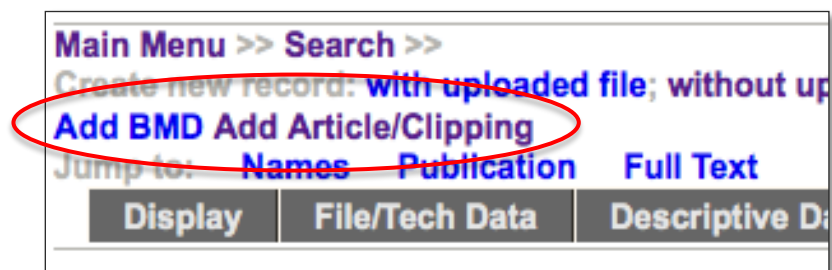 Main Menu >> Search >>
Create new record: with uploaded file; without up
Add BMD Add Article/Clipping
Jump to: Names Publication Full Text
Display File/Tech Data Descriptive D